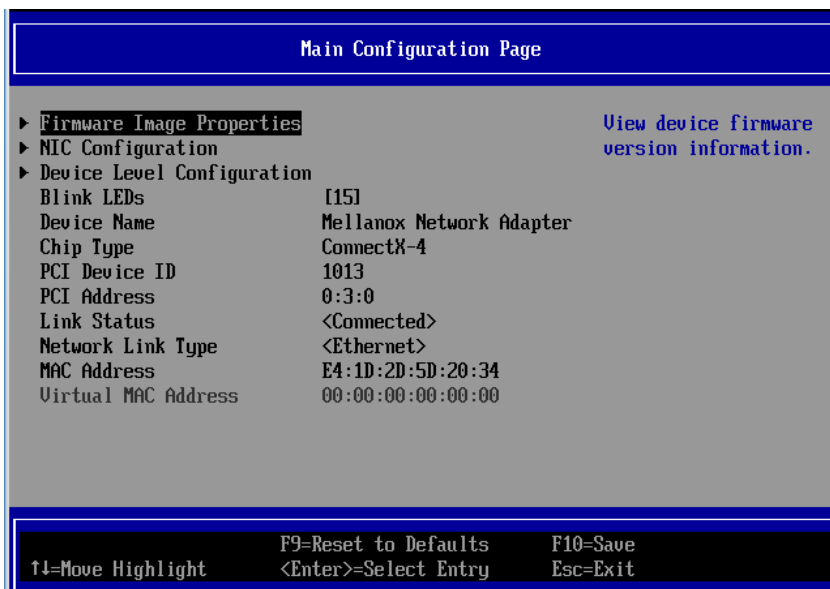 Main Configuration Page
▶ Firmware Image Properties
View device firmware version information.
▶ NIC Configuration
▶ Device Level Configuration
Blink LEDs [15]
Device Name Mellanox Network Adapter
Chip Type ConnectX-4
PCI Device ID 1013
PCI Address 0:3:0
Link Status <Connected>
Network Link Type <Ethernet>
MAC Address E4:1D:2D:5D:20:34
Virtual MAC Address 00:00:00:00:00:00
F9=Reset to Defaults F10=Save
↑↓=Move Highlight <Enter>=Select Entry Esc=Exit